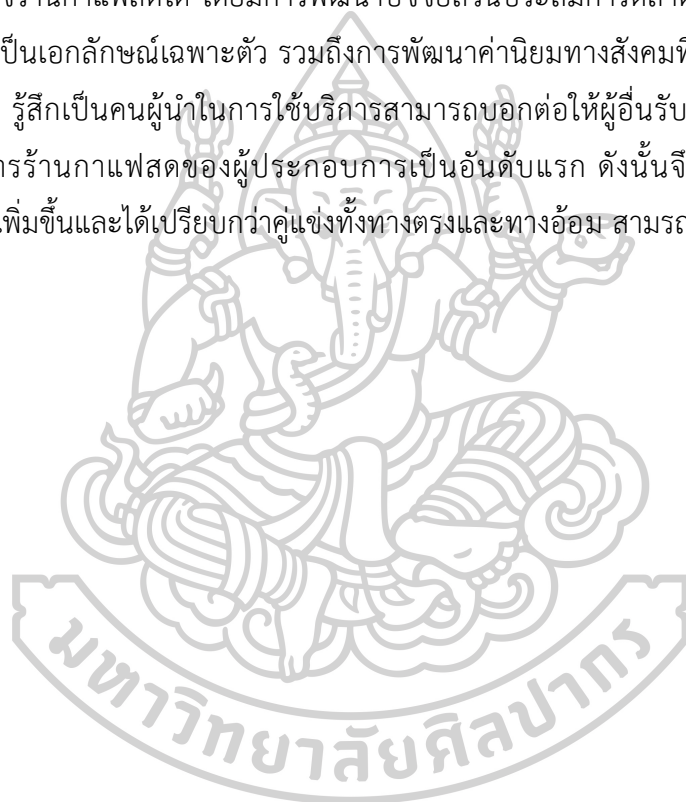 เป็นเอกลักษณ์เฉพาะตัว รวมถึงการพัฒนาค่านิยมทางสังคมที
รู้สึกเป็นคนผู้นำในการใช้บริการสามารถบอกต่อให้ผู้อื่นรับ
ารร้านกาแฟสดของผู้ประกอบการเป็นอันดับแรก ดังนั้นจึ
เพิ่มขึ้นและได้เปรียบกว่าคู่แข่งทั้งทางตรงและทางอ้อม สามรถ
มหาวิทยาลัยศิลปากร